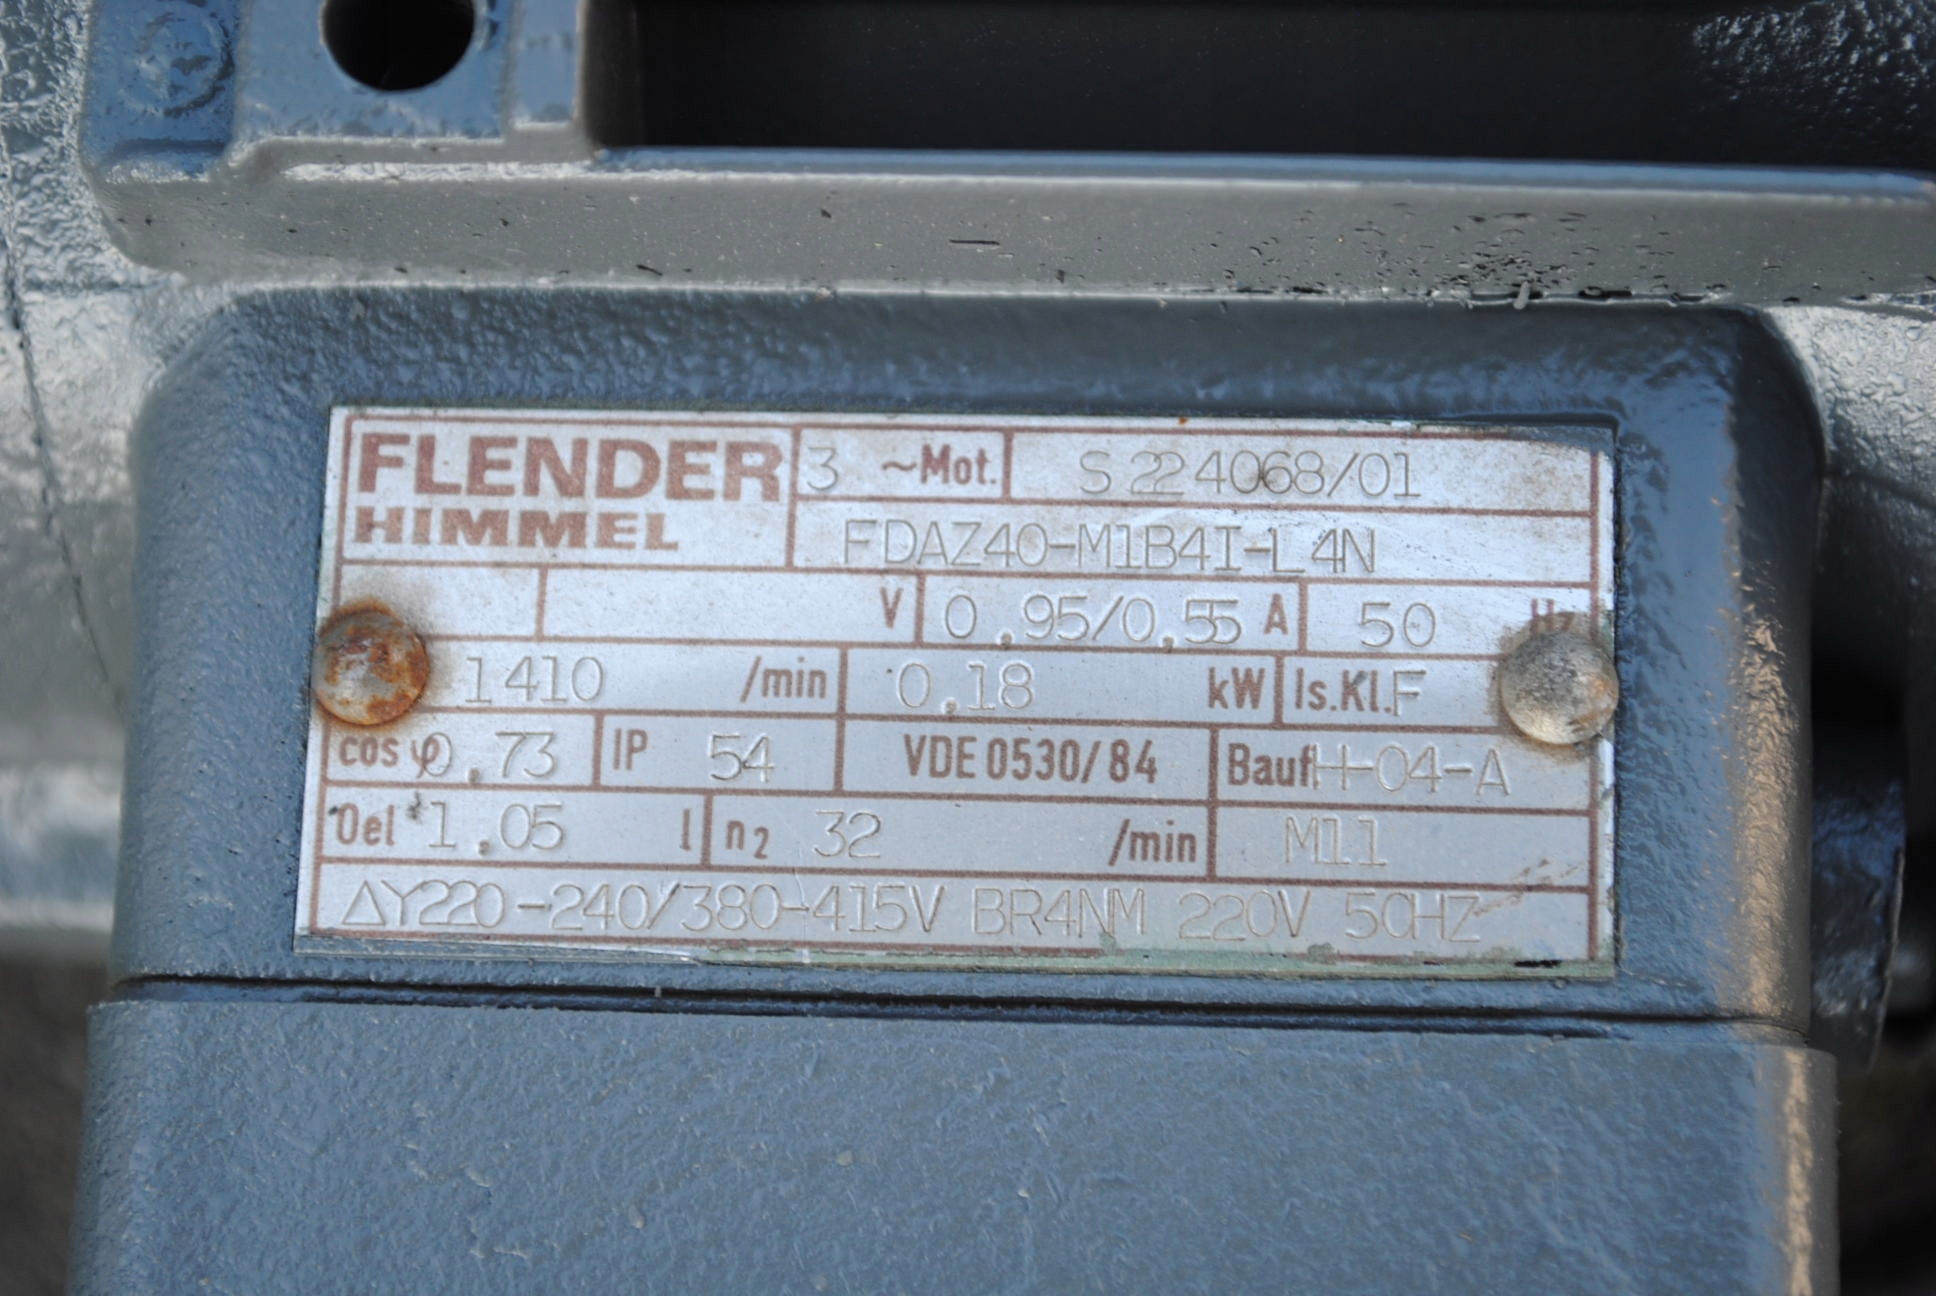 FLENDER HIMMEL
3 ~Mot. S 224068/01
FDAZ40-M1B4I-L4N
V 0,95/0,55 A 50 Hz
1410 /min 0,18 kW Is.Kl. F
cos φ 0,73 IP 54 VDE 0530/84 Bauf H-04-A
Oel 1,05 l n2 32 /min M11
ΔY220-240/380-415V BR4NM 220V 50HZ